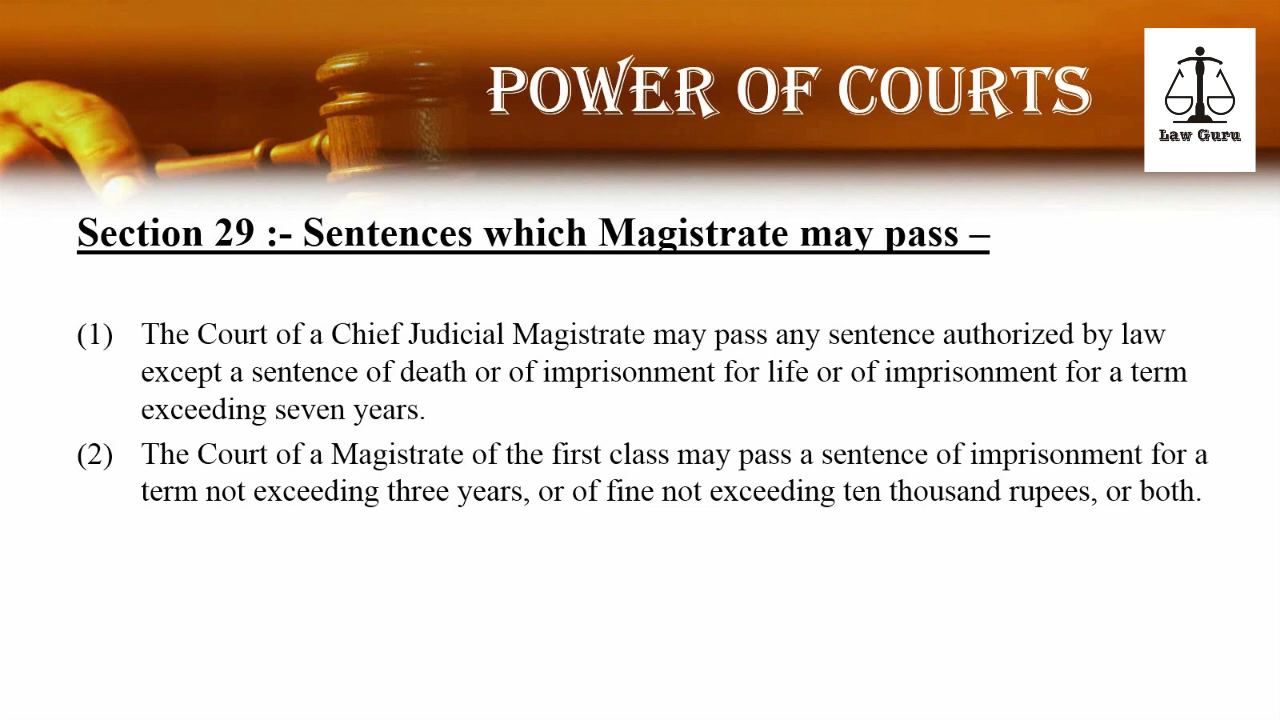 POWER OF COURTS
Law Guru
Section 29 :- Sentences which Magistrate may pass –
(1) The Court of a Chief Judicial Magistrate may pass any sentence authorized by law
except a sentence of death or of imprisonment for life or of imprisonment for a term
exceeding seven years.
(2) The Court of a Magistrate of the first class may pass a sentence of imprisonment for a
term not exceeding three years, or of fine not exceeding ten thousand rupees, or both.